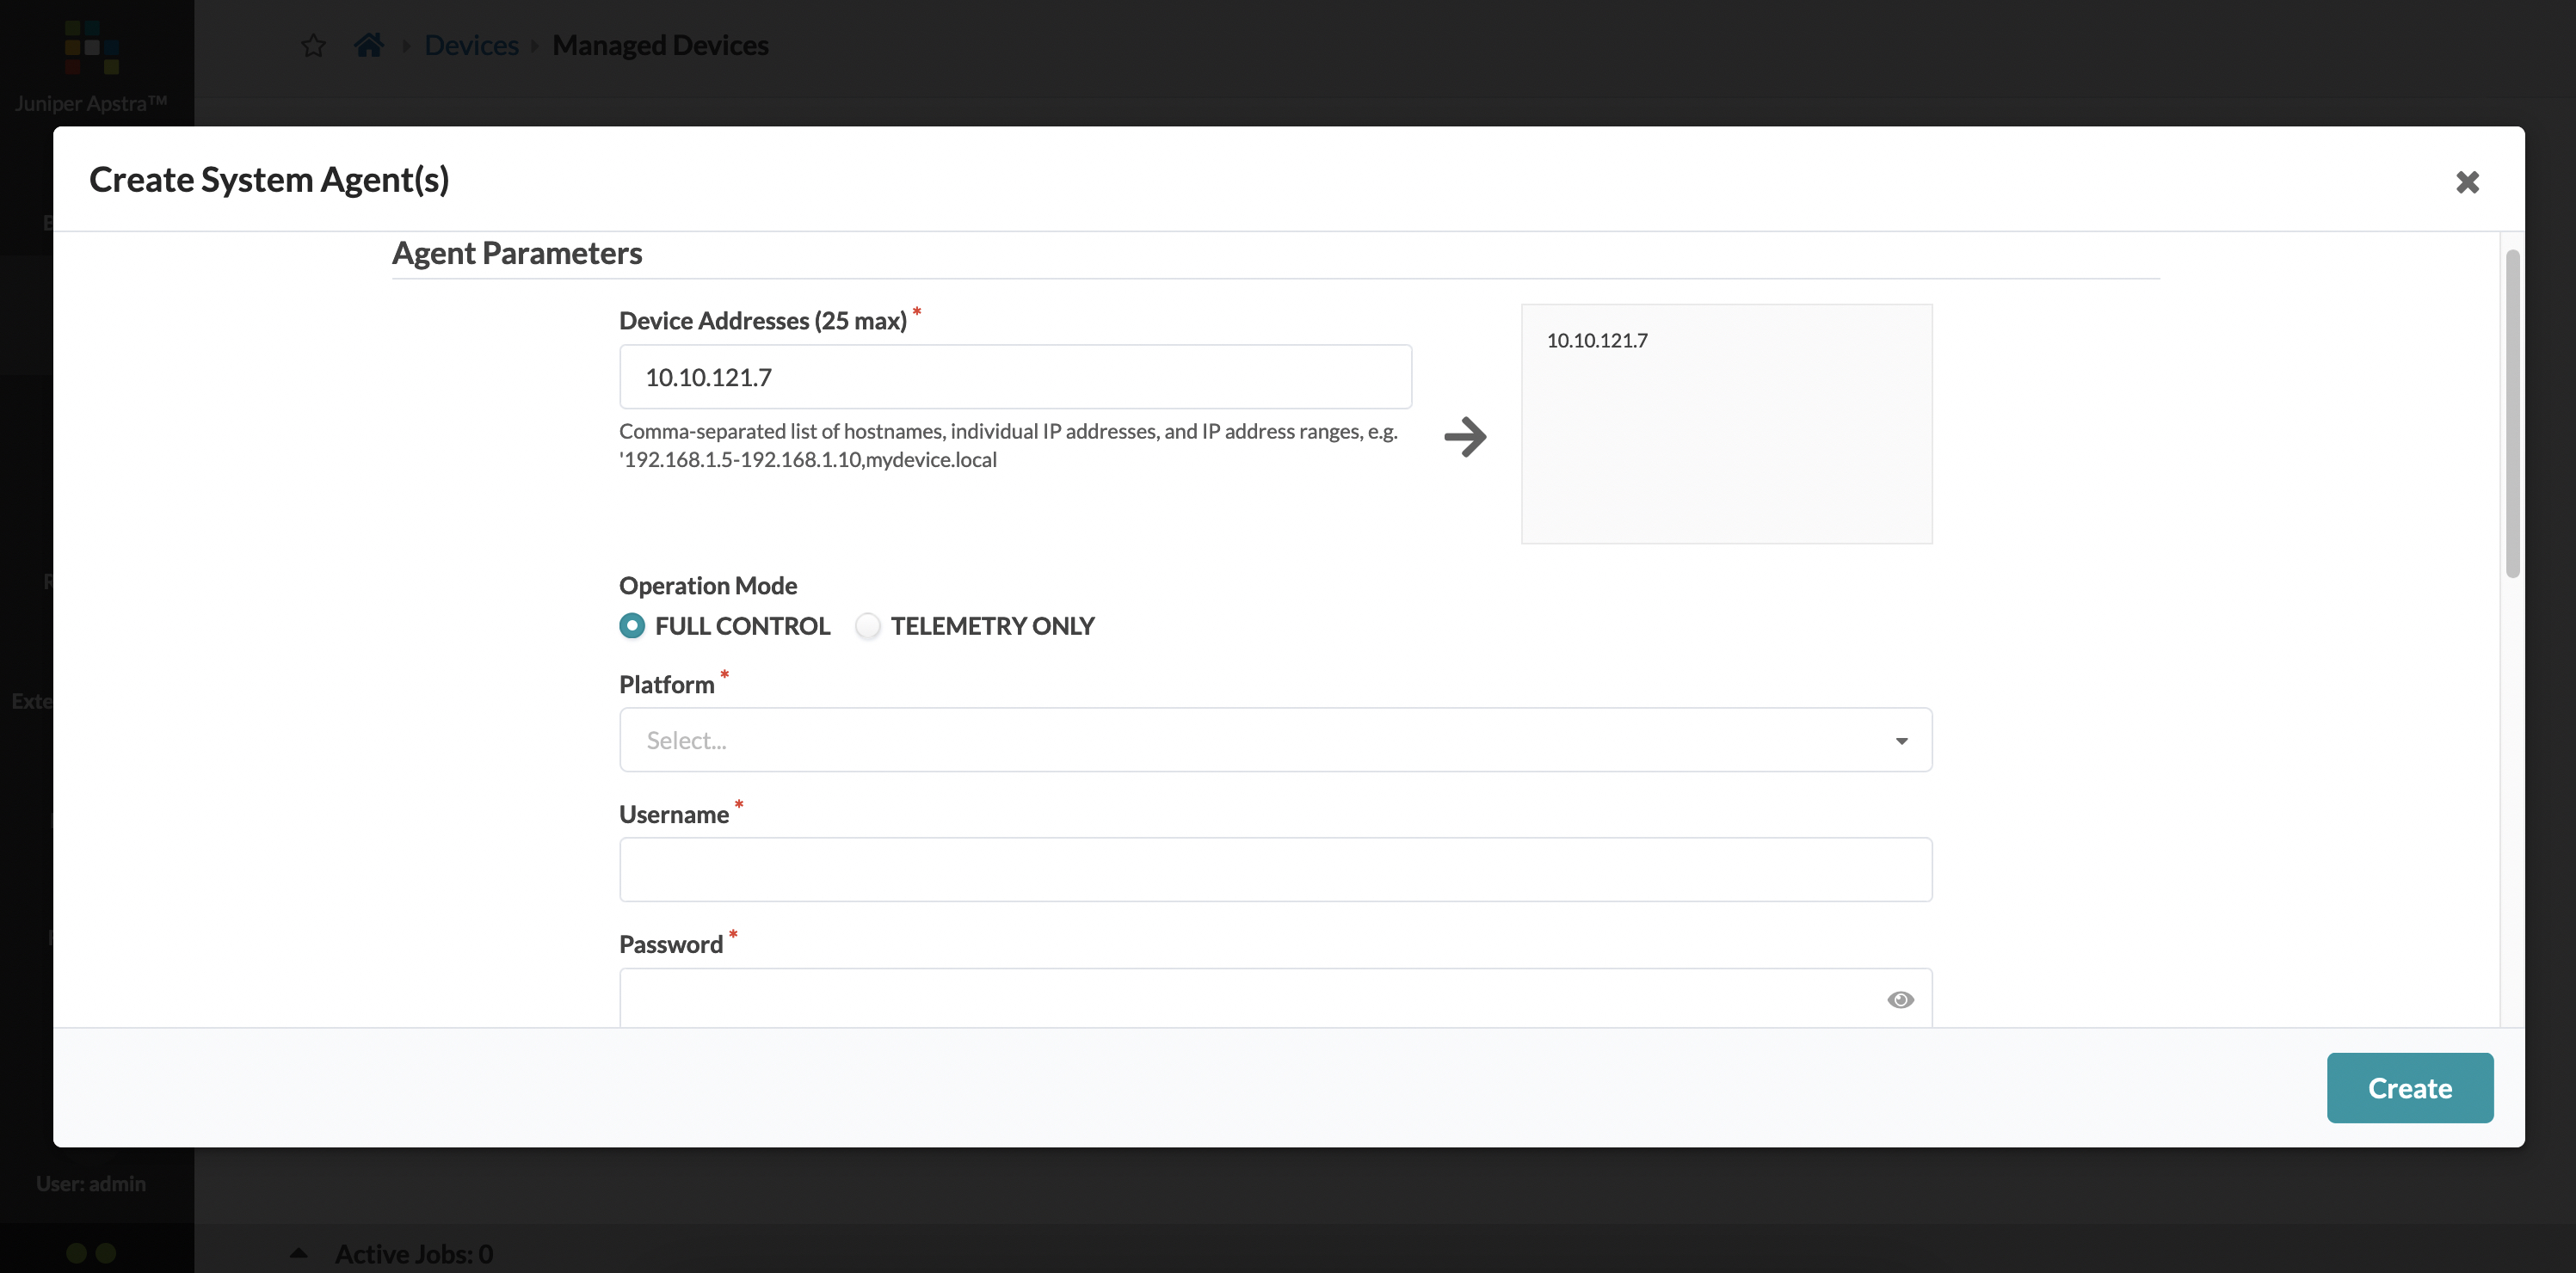 Devices
Managed Devices
Juniper Apstra™
Create System Agent(s)
Agent Parameters
Device Addresses (25 max) *
10.10.121.7
10.10.121.7
Comma-separated list of hostnames, individual IP addresses, and IP address ranges, e.g.
'192.168.1.5-192.168.1.10,mydevice.local
Operation Mode
FULL CONTROL
TELEMETRY ONLY
Platform *
Select...
Username *
Password *
Create
User: admin
Active Jobs: 0